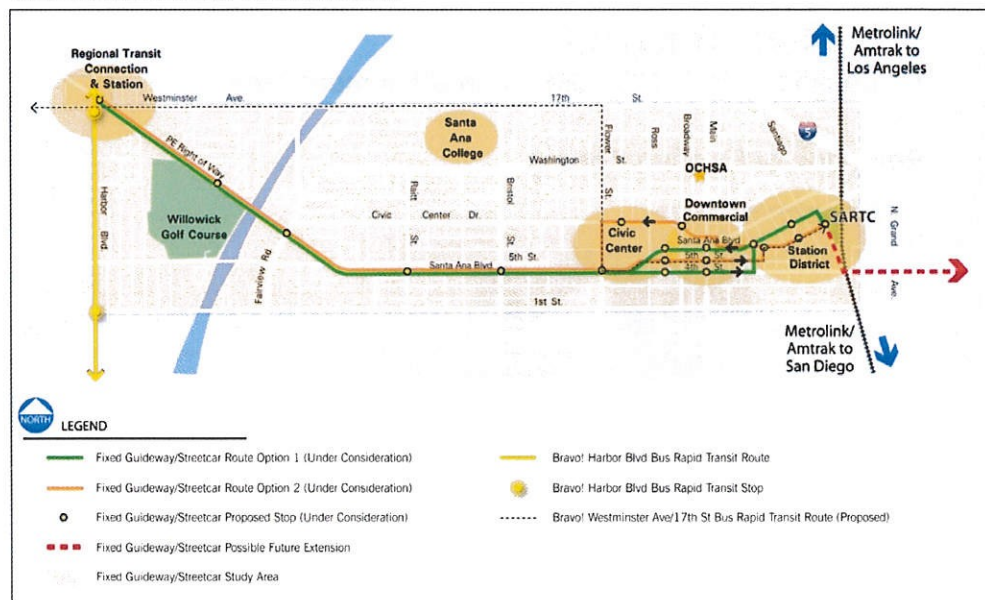 Metrolink/
Amtrak to
Los Angeles
Regional Transit
Connection
& Station
Westminster Ave.
17th St.
Santa
Ana
College
Washington St.
Flower St.
Ross
Broadway
Main
Santiago
5
OCHSA
PE Right of Way
Harbor Blvd.
Willowick
Golf Course
Raitt St.
Civic Center Dr.
Bristol St.
Downtown
Commercial
SARTC
N. Grand Ave.
Civic
Center
Santa Ana Blvd
Station
District
Fairview Rd
Santa Ana Blvd
5th St.
5th St
4th St
1st St.
Metrolink/
Amtrak to
San Diego
NORTH
LEGEND
Fixed Guideway/Streetcar Route Option 1 (Under Consideration)
Fixed Guideway/Streetcar Route Option 2 (Under Consideration)
Fixed Guideway/Streetcar Proposed Stop (Under Consideration)
Fixed Guideway/Streetcar Possible Future Extension
Fixed Guideway/Streetcar Study Area
Bravo! Harbor Blvd Bus Rapid Transit Route
Bravo! Harbor Blvd Bus Rapid Transit Stop
Bravo! Westminster Ave/17th St Bus Rapid Transit Route (Proposed)